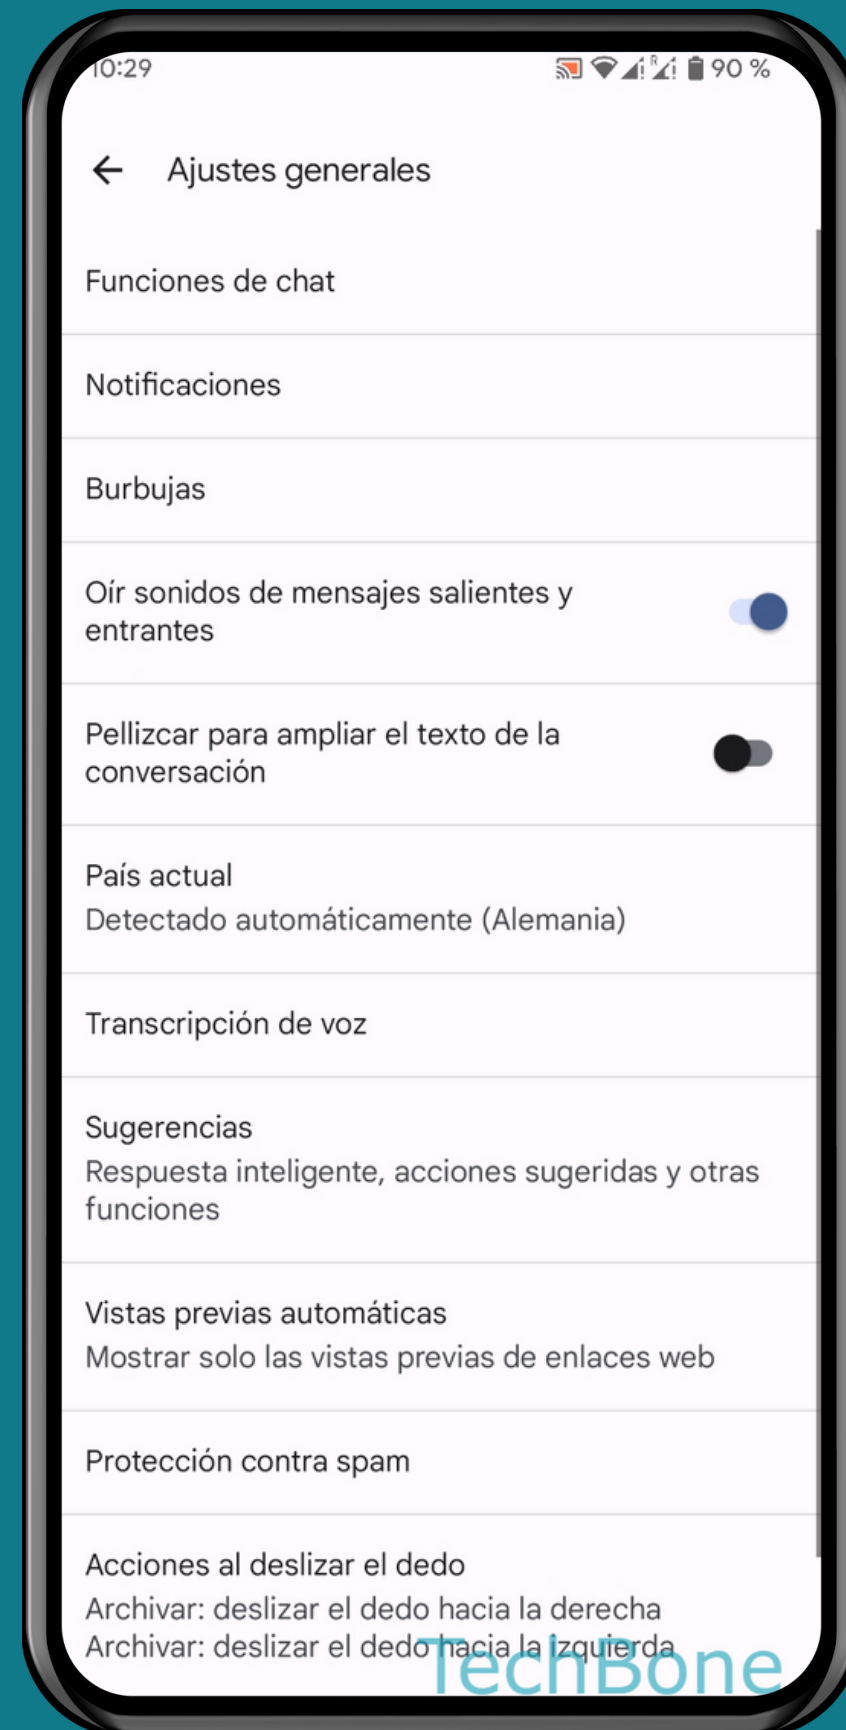 10:29
R
90 %
Ajustes generales
Funciones de chat
Notificaciones
Burbujas
Oír sonidos de mensajes salientes y
entrantes
Pellizcar para ampliar el texto de la
conversación
País actual
Detectado automáticamente (Alemania)
Transcripción de voz
Sugerencias
Respuesta inteligente, acciones sugeridas y otras
funciones
Vistas previas automáticas
Mostrar solo las vistas previas de enlaces web
Protección contra spam
Acciones al deslizar el dedo
Archivar: deslizar el dedo hacia la derecha
Archivar: deslizar el dedo hacia la izquierda
TechBone